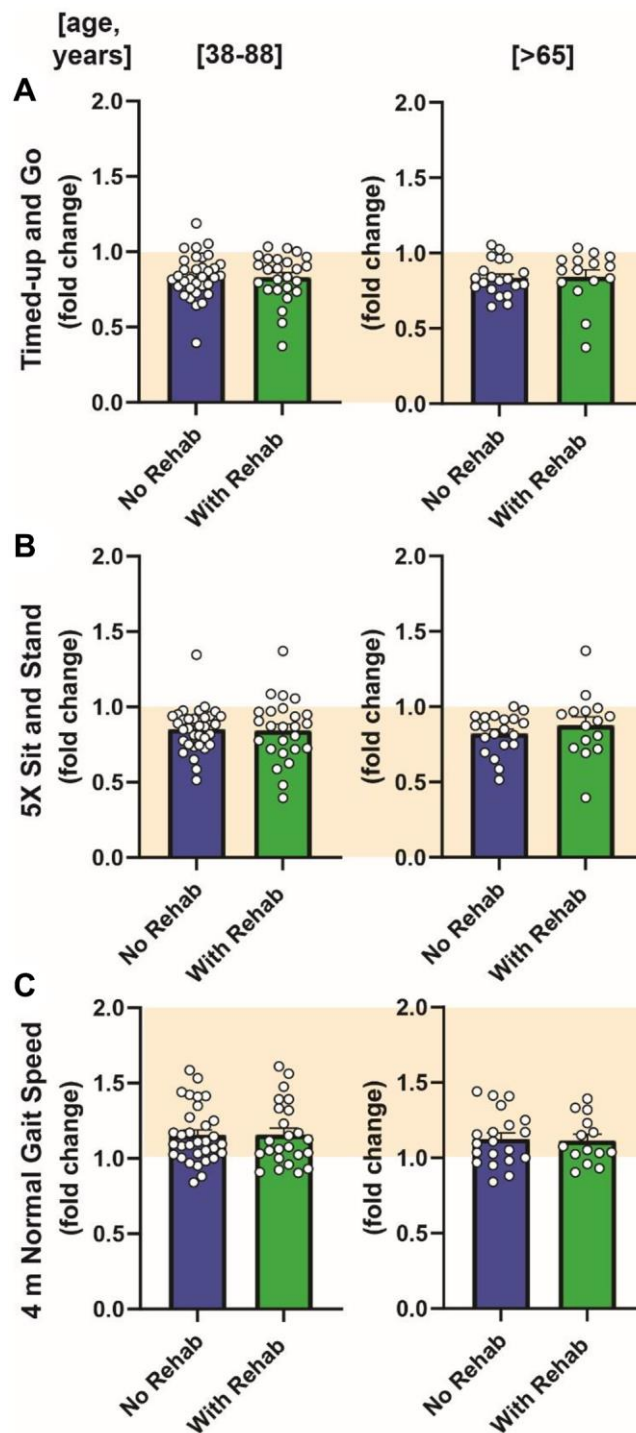 [age,
years]
[38-88]
[>65]
A
Timed-up and Go
(fold change)
2.0
1.5
1.0
0.5
0.0
No Rehab
With Rehab
(fold change)
2.0
1.5
1.0
0.5
0.0
No Rehab
With Rehab
B
5X Sit and Stand
(fold change)
2.0
1.5
1.0
0.5
0.0
No Rehab
With Rehab
(fold change)
2.0
1.5
1.0
0.5
0.0
No Rehab
With Rehab
C
4 m Normal Gait Speed
(fold change)
2.0
1.5
1.0
0.5
0.0
No Rehab
With Rehab
(fold change)
2.0
1.5
1.0
0.5
0.0
No Rehab
With Rehab